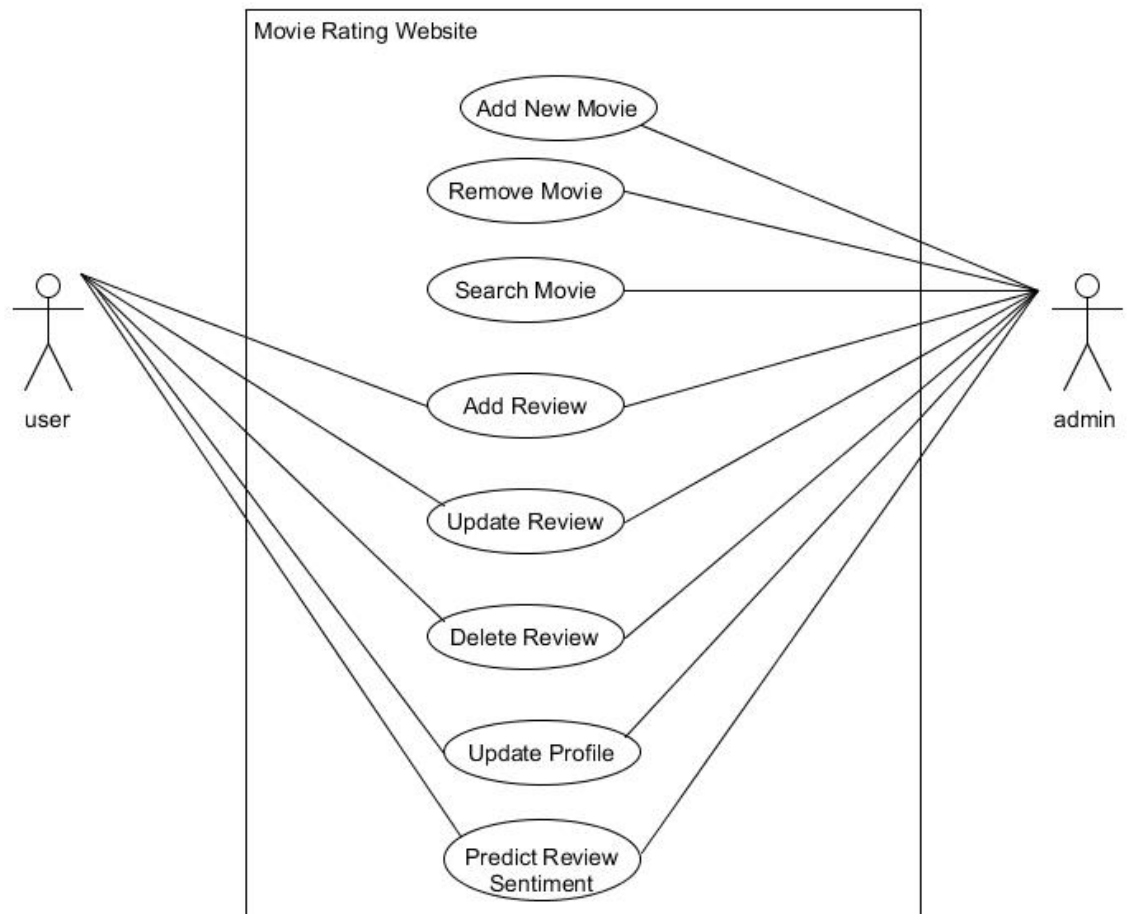 Movie Rating Website
Add New Movie
Remove Movie
Search Movie
Add Review
user
admin
Update Review
Delete Review
Update Profile
Predict Review
Sentiment